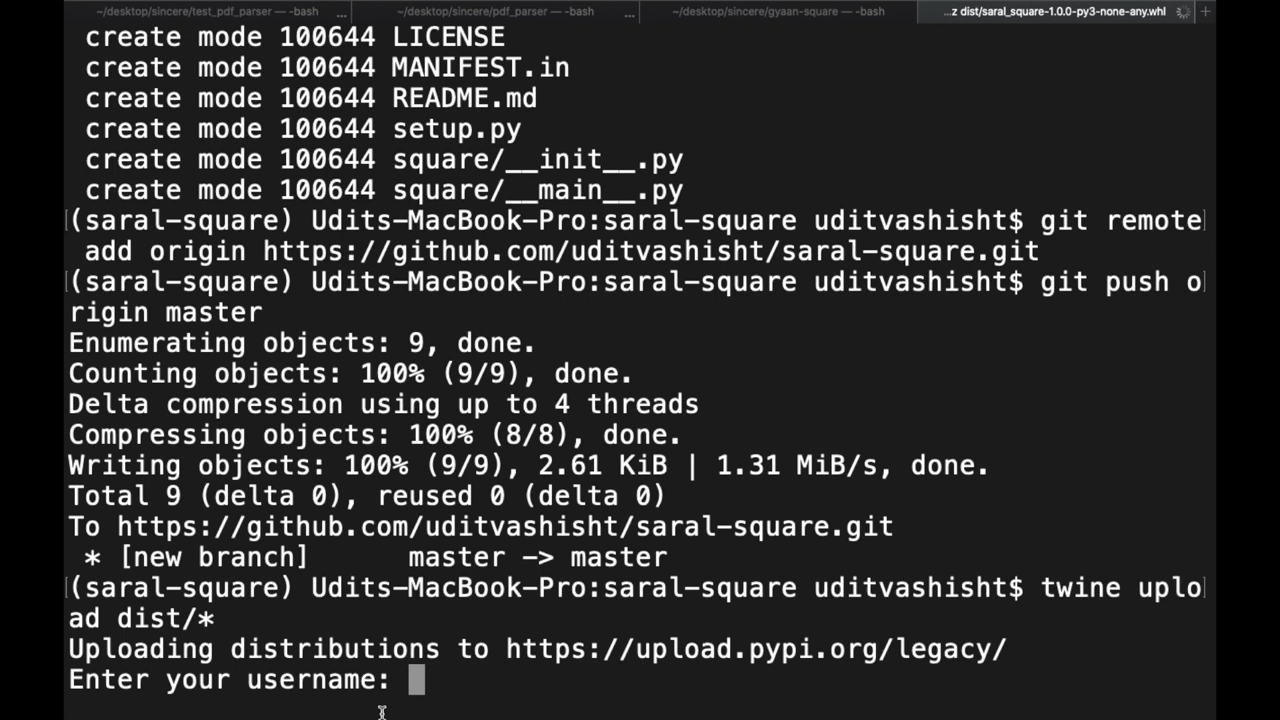 ~/desktop/sincere/test_pdf_parser — -bash ... ~/desktop/sincere/pdf_parser — -bash ... ~/desktop/sincere/gyaan-square — -bash ...z dist/saral_square-1.0.0-py3-none-any.whl +
create mode 100644 LICENSE
create mode 100644 MANIFEST.in
create mode 100644 README.md
create mode 100644 setup.py
create mode 100644 square/__init__.py
create mode 100644 square/__main__.py
[(saral-square) Udits-MacBook-Pro:saral-square uditvashisht$ git remote]
add origin https://github.com/uditvashisht/saral-square.git
[(saral-square) Udits-MacBook-Pro:saral-square uditvashisht$ git push o]
rigin master
Enumerating objects: 9, done.
Counting objects: 100% (9/9), done.
Delta compression using up to 4 threads
Compressing objects: 100% (8/8), done.
Writing objects: 100% (9/9), 2.61 KiB | 1.31 MiB/s, done.
Total 9 (delta 0), reused 0 (delta 0)
To https://github.com/uditvashisht/saral-square.git
* [new branch] master -> master
[(saral-square) Udits-MacBook-Pro:saral-square uditvashisht$ twine uplo]
ad dist/*
Uploading distributions to https://upload.pypi.org/legacy/
Enter your username: